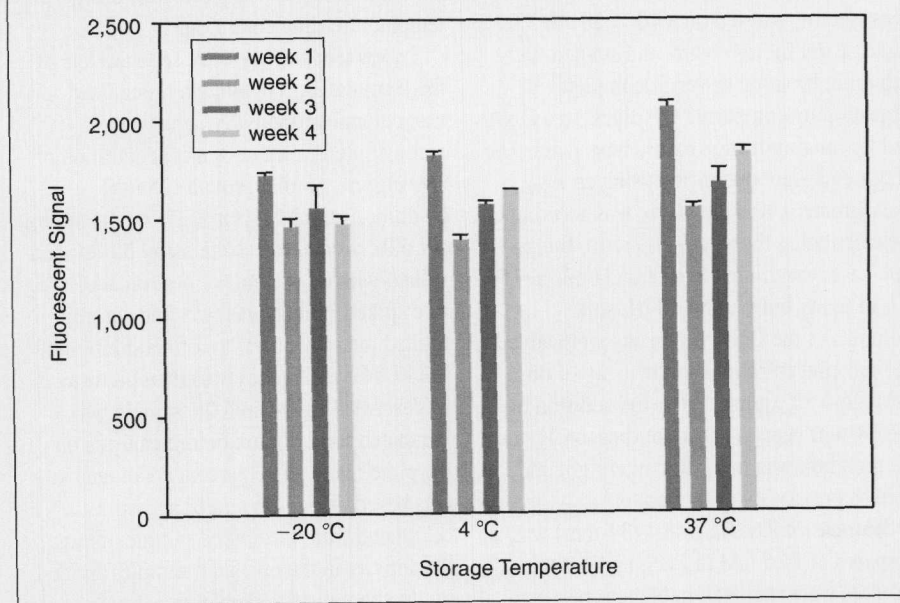 2,500
2,000
1,500
1,000
500
0
Fluorescent Signal
week 1
week 2
week 3
week 4
−20 °C
4 °C
37 °C
Storage Temperature